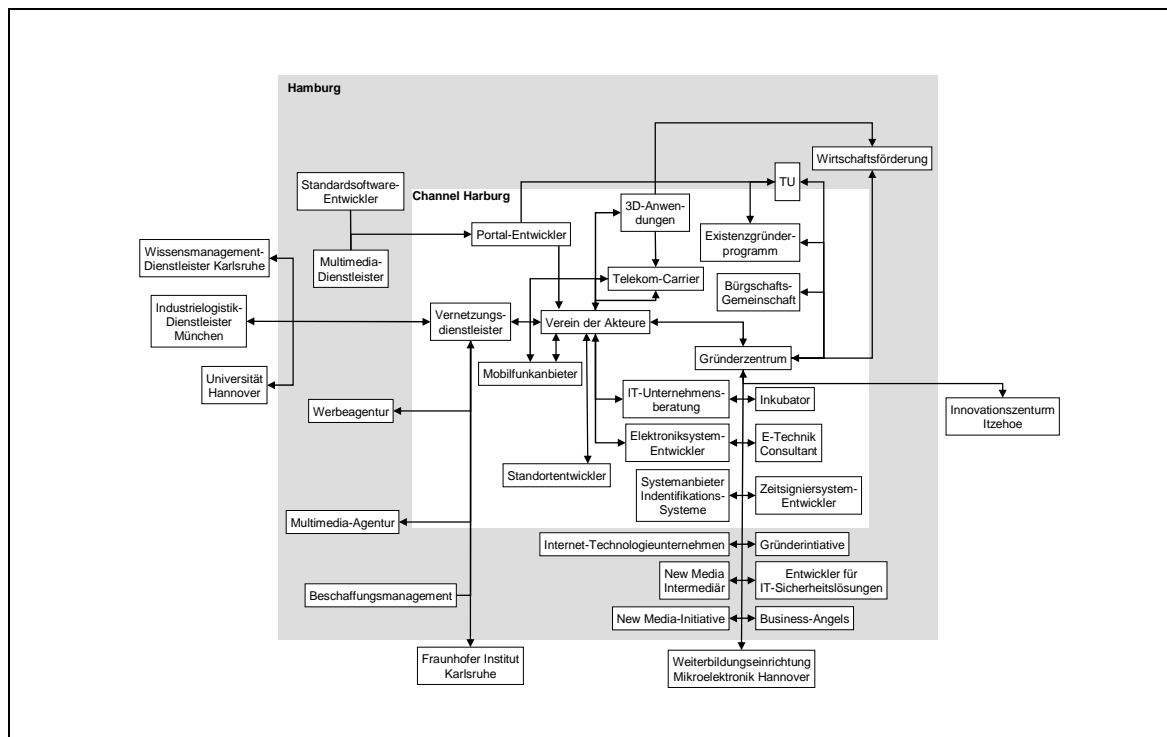 Hamburg
Wirtschaftsförderung
TU
Standardsoftware-
Entwickler
Channel Harburg
3D-Anwen-
dungen
Portal-Entwickler
Existenzgründer-
programm
Wissensmanagement-
Dienstleister Karlsruhe
Multimedia-
Dienstleister
Telekom-Carrier
Bürgschafts-
Gemeinschaft
Industrielogistik-
Dienstleister
München
Vernetzungs-
dienstleister
Verein der Akteure
Gründerzentrum
Mobilfunkanbieter
Universität
Hannover
IT-Unternehmens-
beratung
Inkubator
Werbeagentur
Innovationszenturm
Itzehoe
Elektroniksystem-
Entwickler
E-Technik
Consultant
Standortentwickler
Systemanbieter
Indentifikations-
Systeme
Zeitsigniersystem-
Entwickler
Multimedia-Agentur
Internet-Technologieunternehmen
Gründerintiative
New Media
Intermediär
Entwickler für
IT-Sicherheitslösungen
Beschaffungsmanagement
New Media-Initiative
Business-Angels
Fraunhofer Institut
Karlsruhe
Weiterbildungseinrichtung
Mikroelektronik Hannover